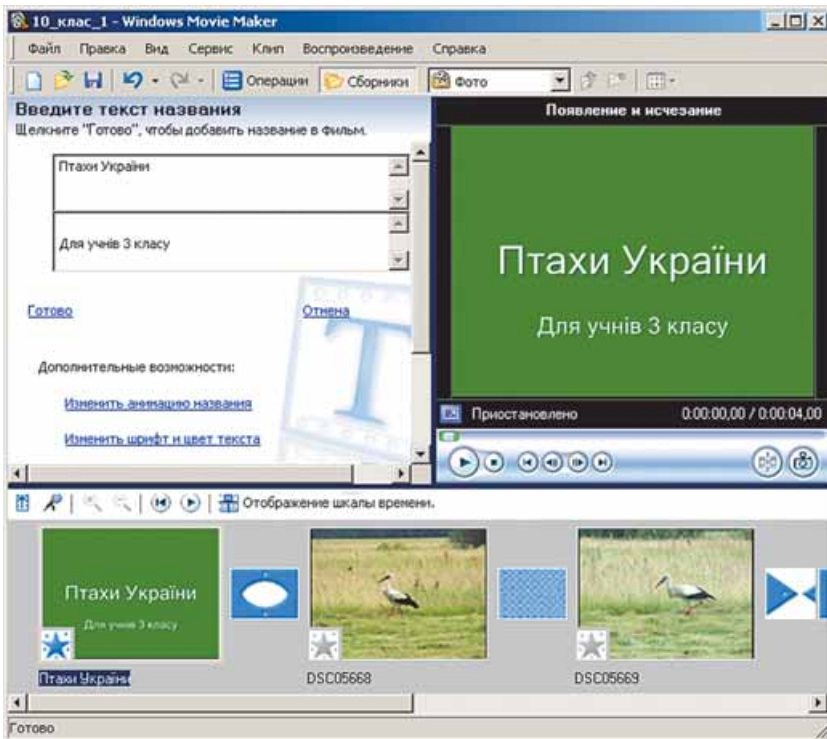 10_клас_1 - Windows Movie Maker
Файл Правка Вид Сервис Клип Воспроизведение Справка
Операции Сборники Фото
Введите текст названия
Щелкните "Готово", чтобы добавить название в фильм.
Птахи України
Для учнів 3 класу
Готово Отмена
Дополнительные возможности:
Изменить анимацию названия
Изменить шрифт и цвет текста
Появление и исчезание
Птахи України
Для учнів 3 класу
Приостановлено 0:00:00,00 / 0:00:04,00
Отображение шкалы времени.
Птахи України
Для учнів 3 класу
Птахи України DSC05668 DSC05669
Готово